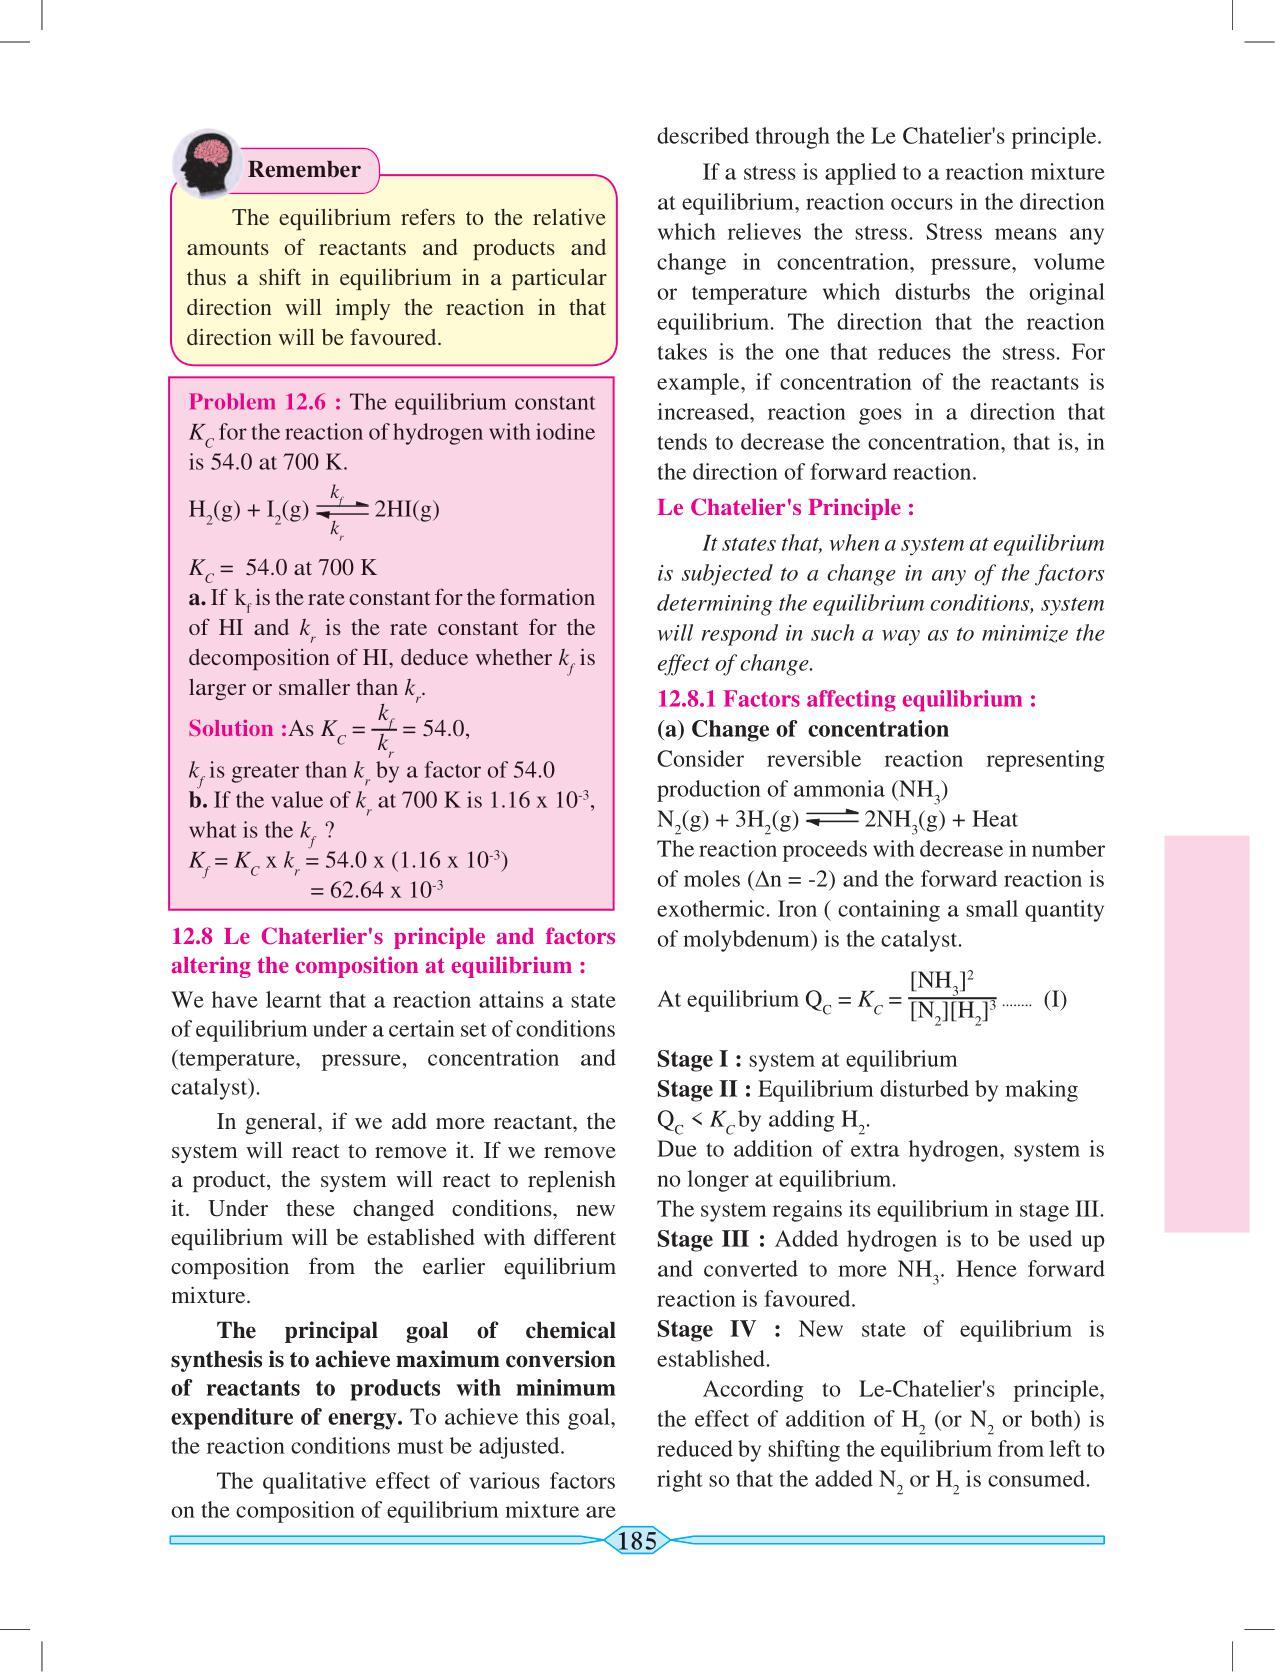 Remember
The equilibrium refers to the relative
amounts of reactants and products and
thus a shift in equilibrium in a particular
direction will imply the reaction in that
direction will be favoured.
Problem 12.6 : The equilibrium constant
K_C for the reaction of hydrogen with iodine
is 54.0 at 700 K.
H₂(g) + I₂(g) ⇌ 2HI(g)
k_f
k_r
K_C = 54.0 at 700 K
a. If k_f is the rate constant for the formation
of HI and k_r is the rate constant for the
decomposition of HI, deduce whether k_f is
larger or smaller than k_r.
Solution :As K_C = k_f / k_r = 54.0,
k_f is greater than k_r by a factor of 54.0
b. If the value of k_r at 700 K is 1.16 x 10⁻³,
what is the k_f ?
K_f = K_C x k_r = 54.0 x (1.16 x 10⁻³)
= 62.64 x 10⁻³
12.8 Le Chaterlier's principle and factors
altering the composition at equilibrium :
We have learnt that a reaction attains a state
of equilibrium under a certain set of conditions
(temperature, pressure, concentration and
catalyst).
In general, if we add more reactant, the
system will react to remove it. If we remove
a product, the system will react to replenish
it. Under these changed conditions, new
equilibrium will be established with different
composition from the earlier equilibrium
mixture.
The principal goal of chemical
synthesis is to achieve maximum conversion
of reactants to products with minimum
expenditure of energy. To achieve this goal,
the reaction conditions must be adjusted.
The qualitative effect of various factors
on the composition of equilibrium mixture are
described through the Le Chatelier's principle.
If a stress is applied to a reaction mixture
at equilibrium, reaction occurs in the direction
which relieves the stress. Stress means any
change in concentration, pressure, volume
or temperature which disturbs the original
equilibrium. The direction that the reaction
takes is the one that reduces the stress. For
example, if concentration of the reactants is
increased, reaction goes in a direction that
tends to decrease the concentration, that is, in
the direction of forward reaction.
Le Chatelier's Principle :
It states that, when a system at equilibrium
is subjected to a change in any of the factors
determining the equilibrium conditions, system
will respond in such a way as to minimize the
effect of change.
12.8.1 Factors affecting equilibrium :
(a) Change of concentration
Consider reversible reaction representing
production of ammonia (NH₃)
N₂(g) + 3H₂(g) ⇌ 2NH₃(g) + Heat
The reaction proceeds with decrease in number
of moles (Δn = -2) and the forward reaction is
exothermic. Iron ( containing a small quantity
of molybdenum) is the catalyst.
At equilibrium Q_C = K_C = [NH₃]² / [N₂][H₂]³ ........ (I)
Stage I : system at equilibrium
Stage II : Equilibrium disturbed by making
Q_C < K_C by adding H₂.
Due to addition of extra hydrogen, system is
no longer at equilibrium.
The system regains its equilibrium in stage III.
Stage III : Added hydrogen is to be used up
and converted to more NH₃. Hence forward
reaction is favoured.
Stage IV : New state of equilibrium is
established.
According to Le-Chatelier's principle,
the effect of addition of H₂ (or N₂ or both) is
reduced by shifting the equilibrium from left to
right so that the added N₂ or H₂ is consumed.
185